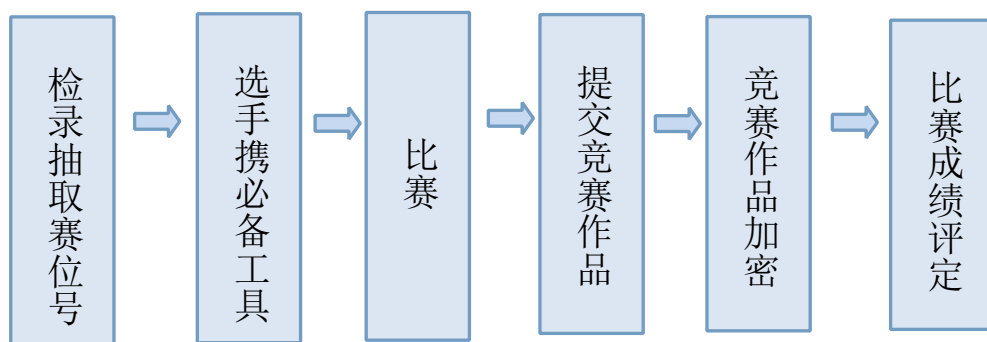 检录抽取赛位号
选手携必备工具
比赛
提交竞赛作品
竞赛作品加密
比赛成绩评定